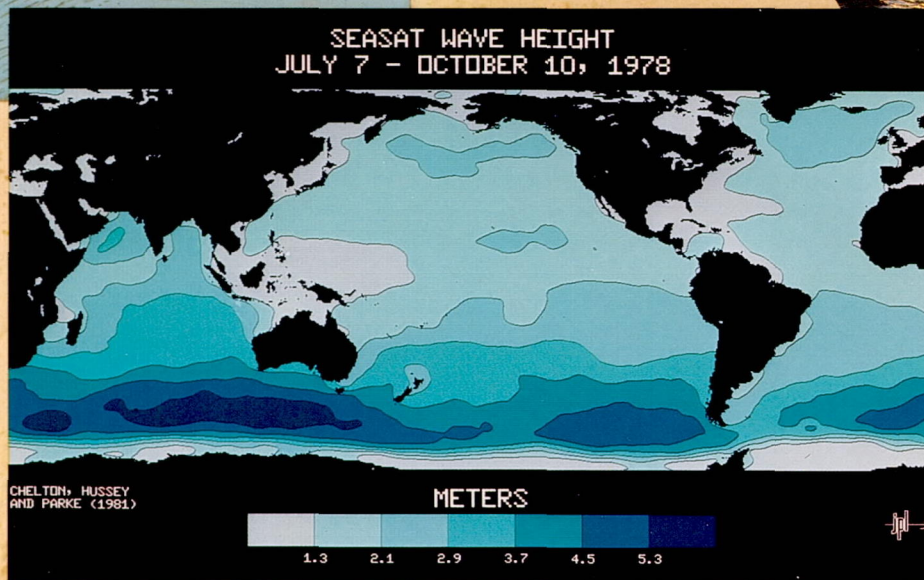 SEASAT WAVE HEIGHT
JULY 7 - OCTOBER 10, 1978
CHELTON, HUSSEY
AND PARKE (1981)
METERS
1.3 2.1 2.9 3.7 4.5 5.3
jpl